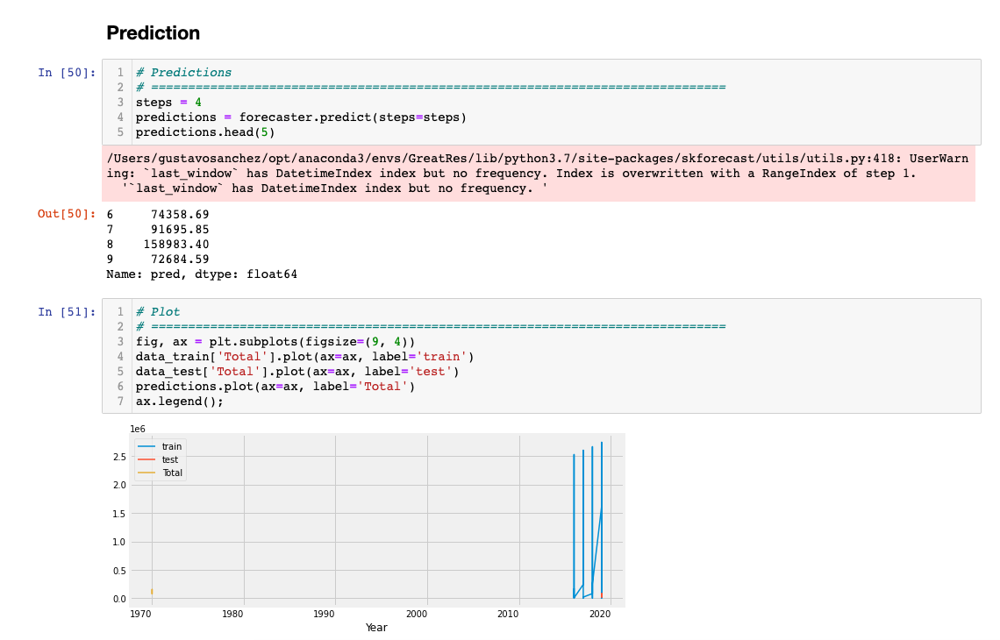 Prediction
In [50]:
1 # Predictions
2 # ==============================================================================
3 steps = 4
4 predictions = forecaster.predict(steps=steps)
5 predictions.head(5)
/Users/gustavosanchez/opt/anaconda3/envs/GreatRes/lib/python3.7/site-packages/skforecast/utils/utils.py:418: UserWarn
ing: `last_window` has DatetimeIndex index but no frequency. Index is overwritten with a RangeIndex of step 1.
  '`last_window` has DatetimeIndex index but no frequency. '
Out[50]:
6 74358.69
7 91695.85
8 158983.40
9 72684.59
Name: pred, dtype: float64
In [51]:
1 # Plot
2 # ==============================================================================
3 fig, ax = plt.subplots(figsize=(9, 4))
4 data_train['Total'].plot(ax=ax, label='train')
5 data_test['Total'].plot(ax=ax, label='test')
6 predictions.plot(ax=ax, label='Total')
7 ax.legend();
1e6
train
test
Total
2.5
2.0
1.5
1.0
0.5
0.0
1970 1980 1990 2000 2010 2020
Year